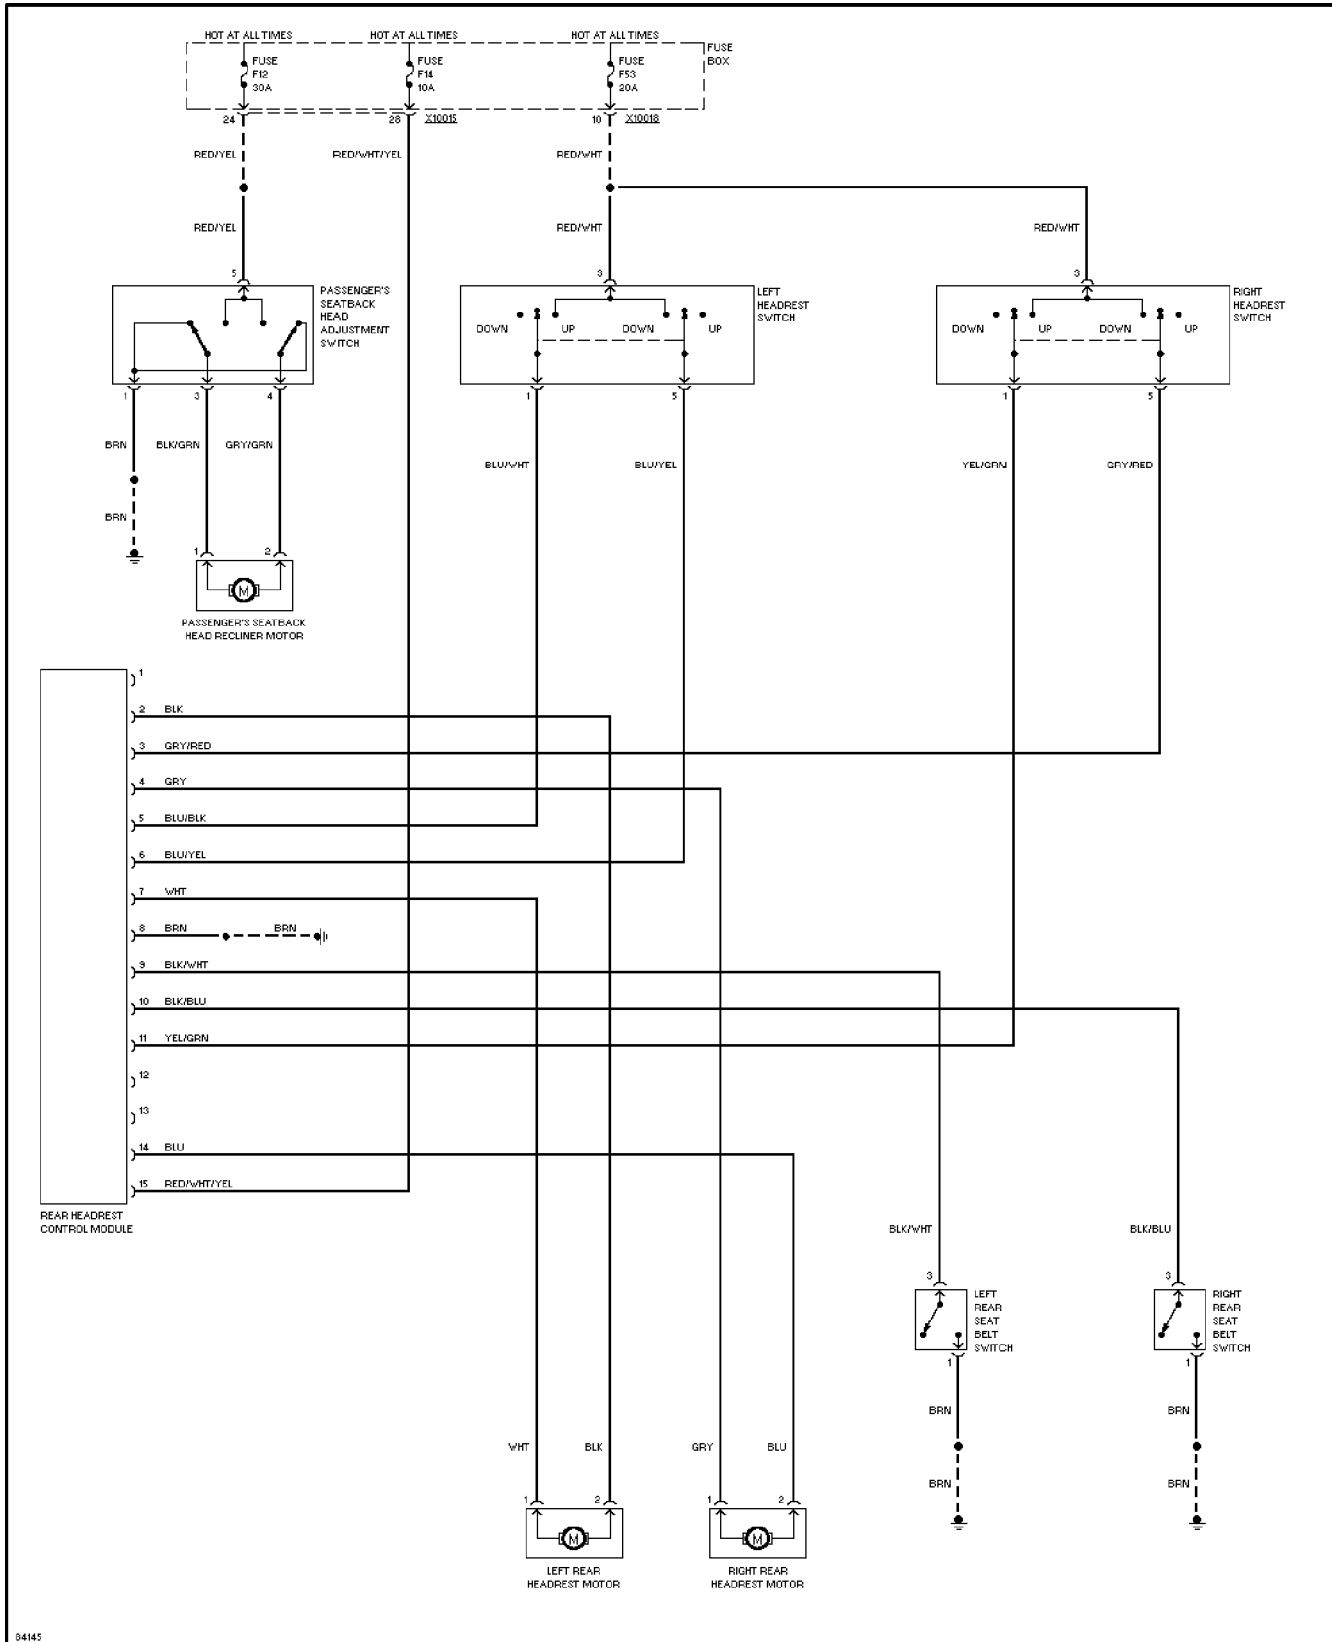 HOT AT ALL TIMES
HOT AT ALL TIMES
HOT AT ALL TIMES
FUSE
F12
30A
FUSE
F14
10A
FUSE
F53
20A
FUSE
BOX
24
28
X10015
10
X10018
RED/YEL
RED/WHT/YEL
RED/WHT
RED/YEL
RED/WHT
RED/WHT
5
3
3
PASSENGER'S
SEATBACK
HEAD
ADJUSTMENT
SWITCH
DOWN
UP
DOWN
UP
LEFT
HEADREST
SWITCH
DOWN
UP
DOWN
UP
RIGHT
HEADREST
SWITCH
1
3
4
1
5
1
5
BRN
BLK/GRN
GRY/GRN
BLU/WHT
BLU/YEL
YEL/GRN
GRY/RED
BRN
1
2
M
PASSENGER'S SEATBACK
HEAD RECLINER MOTOR
1
2 BLK
3 GRY/RED
4 GRY
5 BLU/BLK
6 BLU/YEL
7 WHT
8 BRN BRN
9 BLK/WHT
10 BLK/BLU
11 YEL/GRN
12
13
14 BLU
15 RED/WHT/YEL
REAR HEADREST
CONTROL MODULE
BLK/WHT
BLK/BLU
3
3
LEFT
REAR
SEAT
BELT
SWITCH
RIGHT
REAR
SEAT
BELT
SWITCH
1
1
BRN
BRN
WHT
BLK
GRY
BLU
BRN
BRN
1
2
1
2
M
M
LEFT REAR
HEADREST MOTOR
RIGHT REAR
HEADREST MOTOR
84145